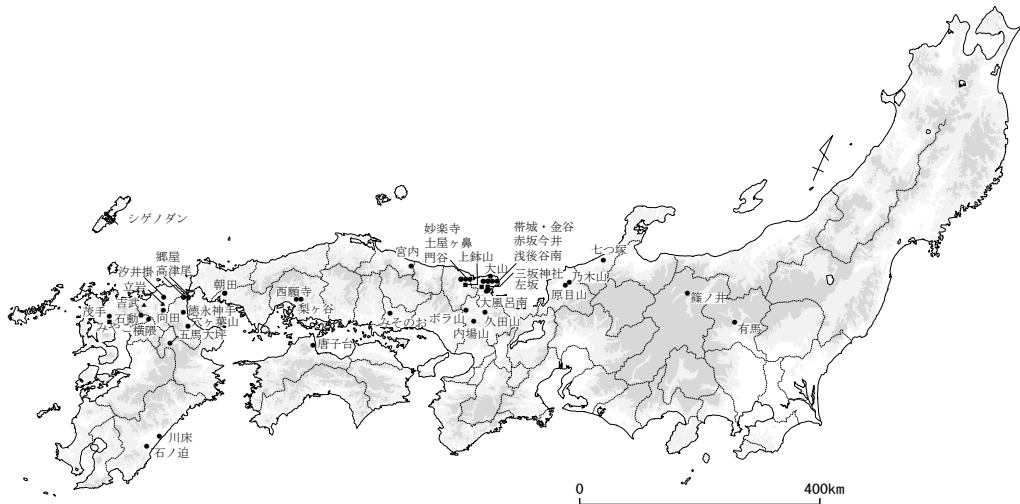 シゲノダン
郷屋
高津尾
汐井掛
立岩
吉武
茂手
石動
横隈
向田
徳永神手
穴ヶ葉山
五馬大坪
朝田
川床
石ノ迫
西願寺
梨ヶ谷
唐子台
宮内
みそのお
妙楽寺
土屋ヶ鼻
門谷
上鉢山
帯城・金谷
赤坂今井
浅後谷南
大山
三坂神社
左坂
大風呂南
ボラ山
久田山
内場山
七つ塚
乃木山
原目山
篠ノ井
有馬
0
400km